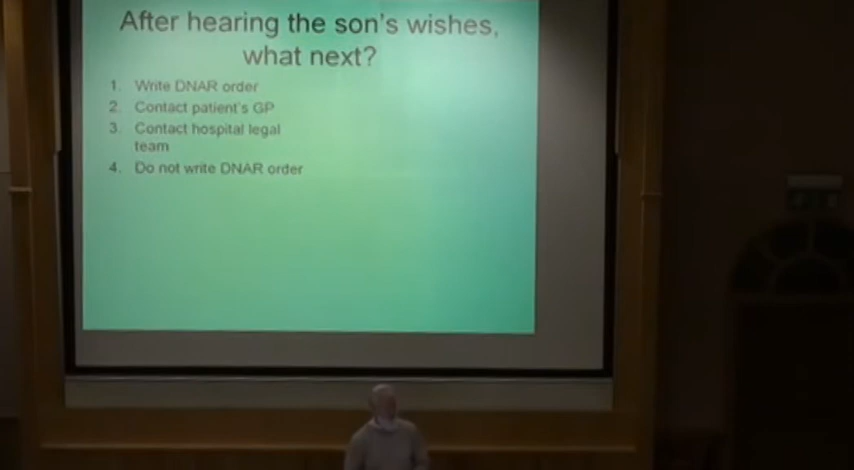 After hearing the son's wishes,
what next?
1. Write DNAR order
2. Contact patient's GP
3. Contact hospital legal
team
4. Do not write DNAR order